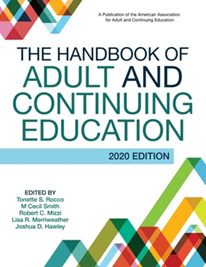 A Publication of the American Association
for Adult and Continuing Education
THE HANDBOOK OF
ADULT AND
CONTINUING
EDUCATION
2020 EDITION
EDITED BY
Tonette S. Rocco
M Cecil Smith
Robert C. Mizzi
Lisa R. Merriweather
Joshua D. Hawley